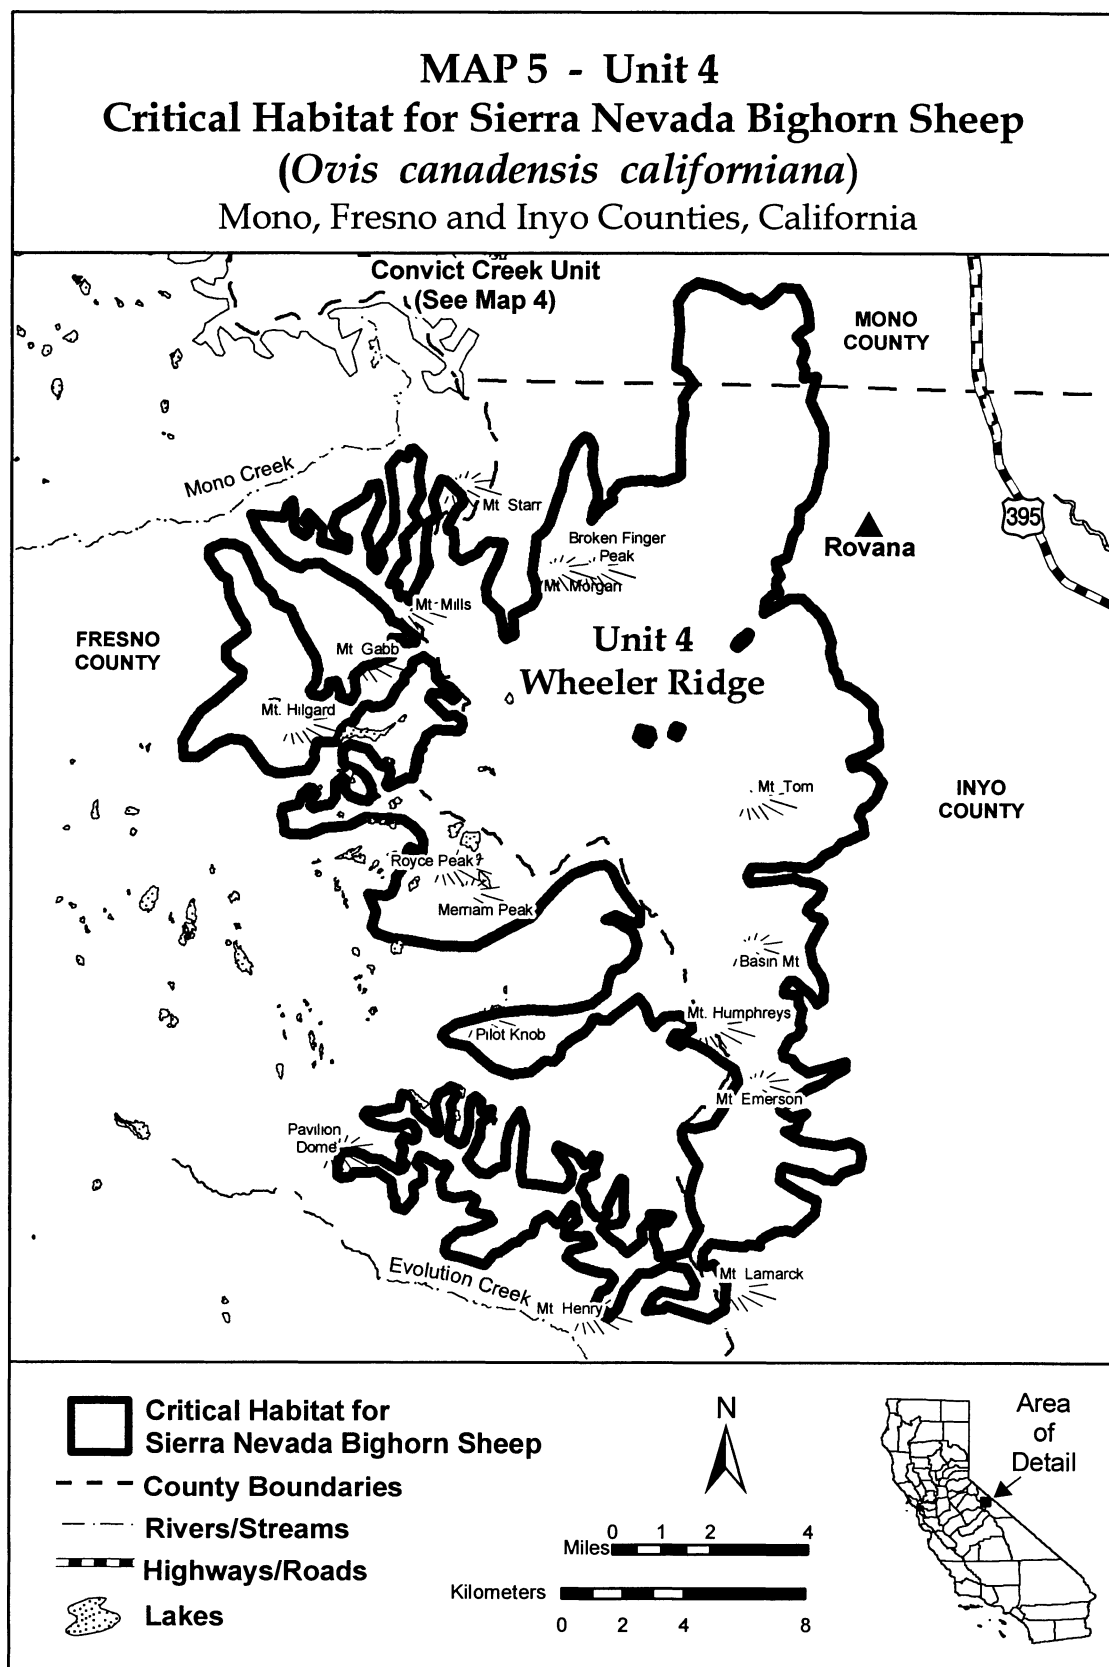 MAP 5 - Unit 4
Critical Habitat for Sierra Nevada Bighorn Sheep
(Ovis canadensis californiana)
Mono, Fresno and Inyo Counties, California
Convict Creek Unit
(See Map 4)
MONO
COUNTY
Mono Creek
Mt Starr
395
Broken Finger
Peak
Rovana
Mt Morgan
Mt Mills
FRESNO
COUNTY
Unit 4
Wheeler Ridge
Mt Gabb
Mt. Hilgard
Mt Tom
INYO
COUNTY
Royce Peak
Merriam Peak
Basin Mt
Mt. Humphreys
Pilot Knob
Mt Emerson
Pavilion
Dome
Evolution Creek
Mt Lamarck
Mt Henry
Critical Habitat for
Sierra Nevada Bighorn Sheep
County Boundaries
Rivers/Streams
Highways/Roads
Lakes
N
0 1 2 4
Miles
Kilometers
0 2 4 8
Area
of
Detail